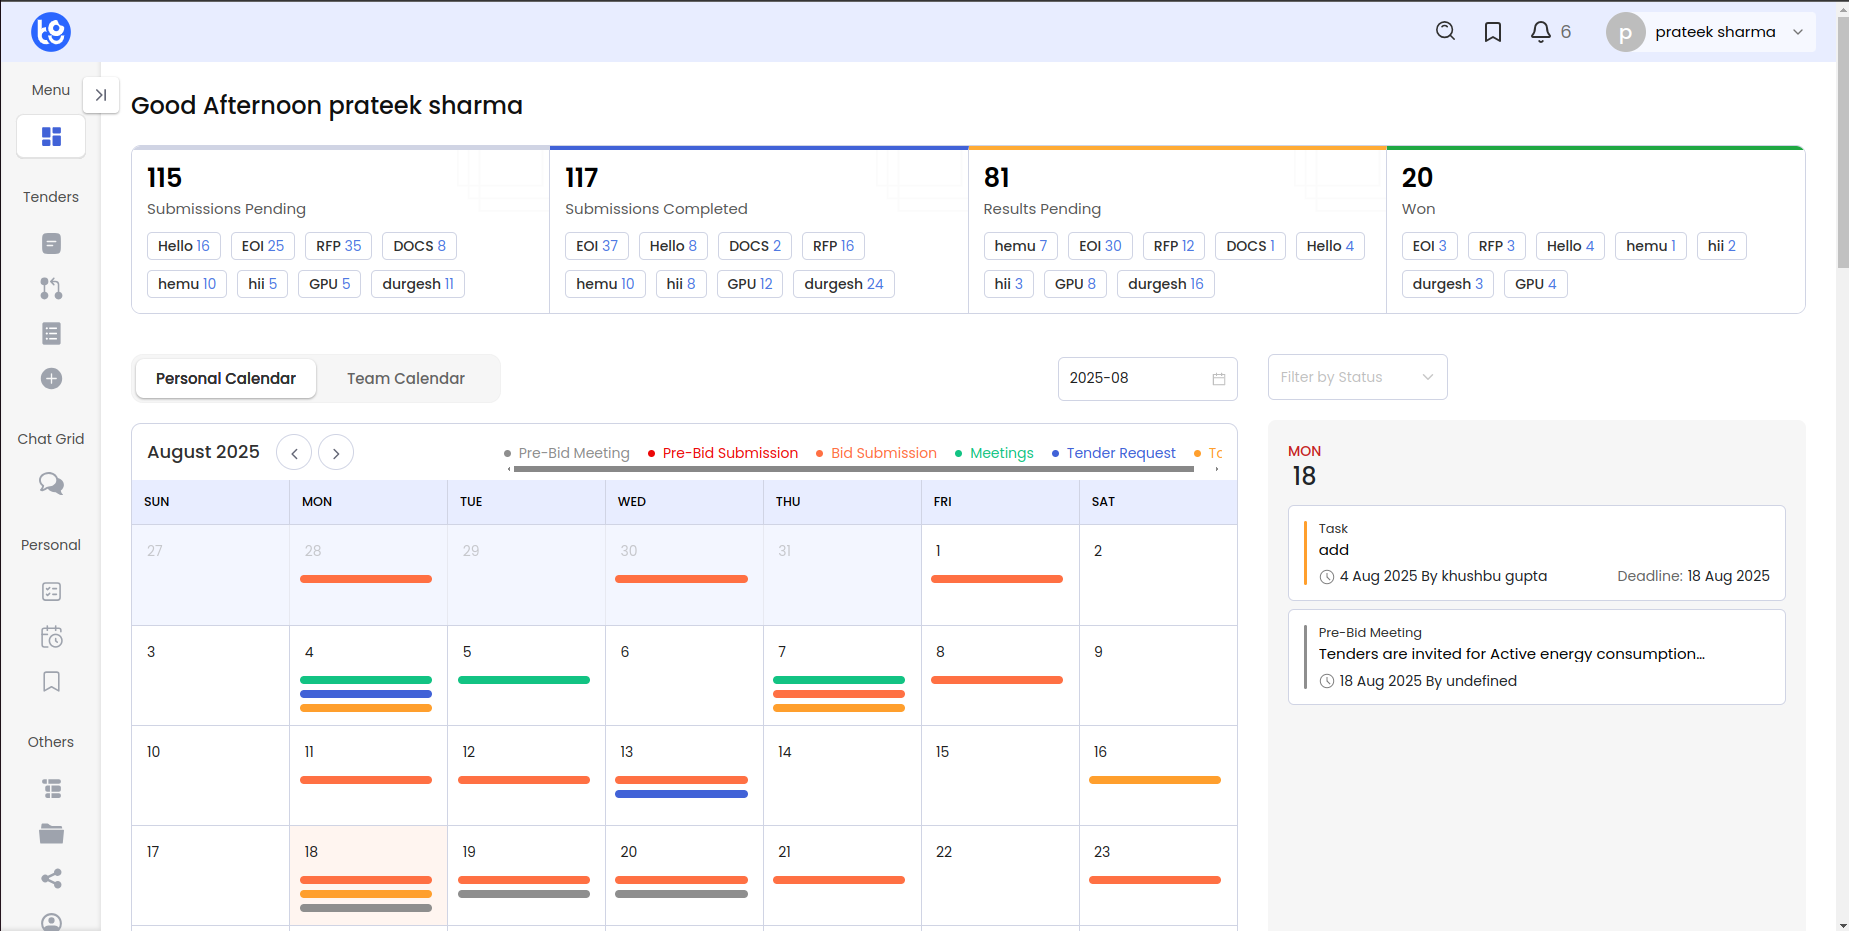 6
p
prateek sharma
Menu
Good Afternoon prateek sharma
115
Submissions Pending
Hello 16 EOI 25 RFP 35 DOCS 8
hemu 10 hii 5 GPU 5 durgesh 11
117
Submissions Completed
EOI 37 Hello 8 DOCS 2 RFP 16
hemu 10 hii 8 GPU 12 durgesh 24
81
Results Pending
hemu 7 EOI 30 RFP 12 DOCS 1 Hello 4
hii 3 GPU 8 durgesh 16
20
Won
EOI 3 RFP 3 Hello 4 hemu 1 hii 2
durgesh 3 GPU 4
Tenders
Chat Grid
Personal
Others
Personal Calendar Team Calendar
2025-08
Filter by Status
August 2025
Pre-Bid Meeting Pre-Bid Submission Bid Submission Meetings Tender Request
SUN MON TUE WED THU FRI SAT
27 28 29 30 31 1 2
3 4 5 6 7 8 9
10 11 12 13 14 15 16
17 18 19 20 21 22 23
MON
18
Task
add
4 Aug 2025 By khushbu gupta Deadline: 18 Aug 2025
Pre-Bid Meeting
Tenders are invited for Active energy consumption...
18 Aug 2025 By undefined